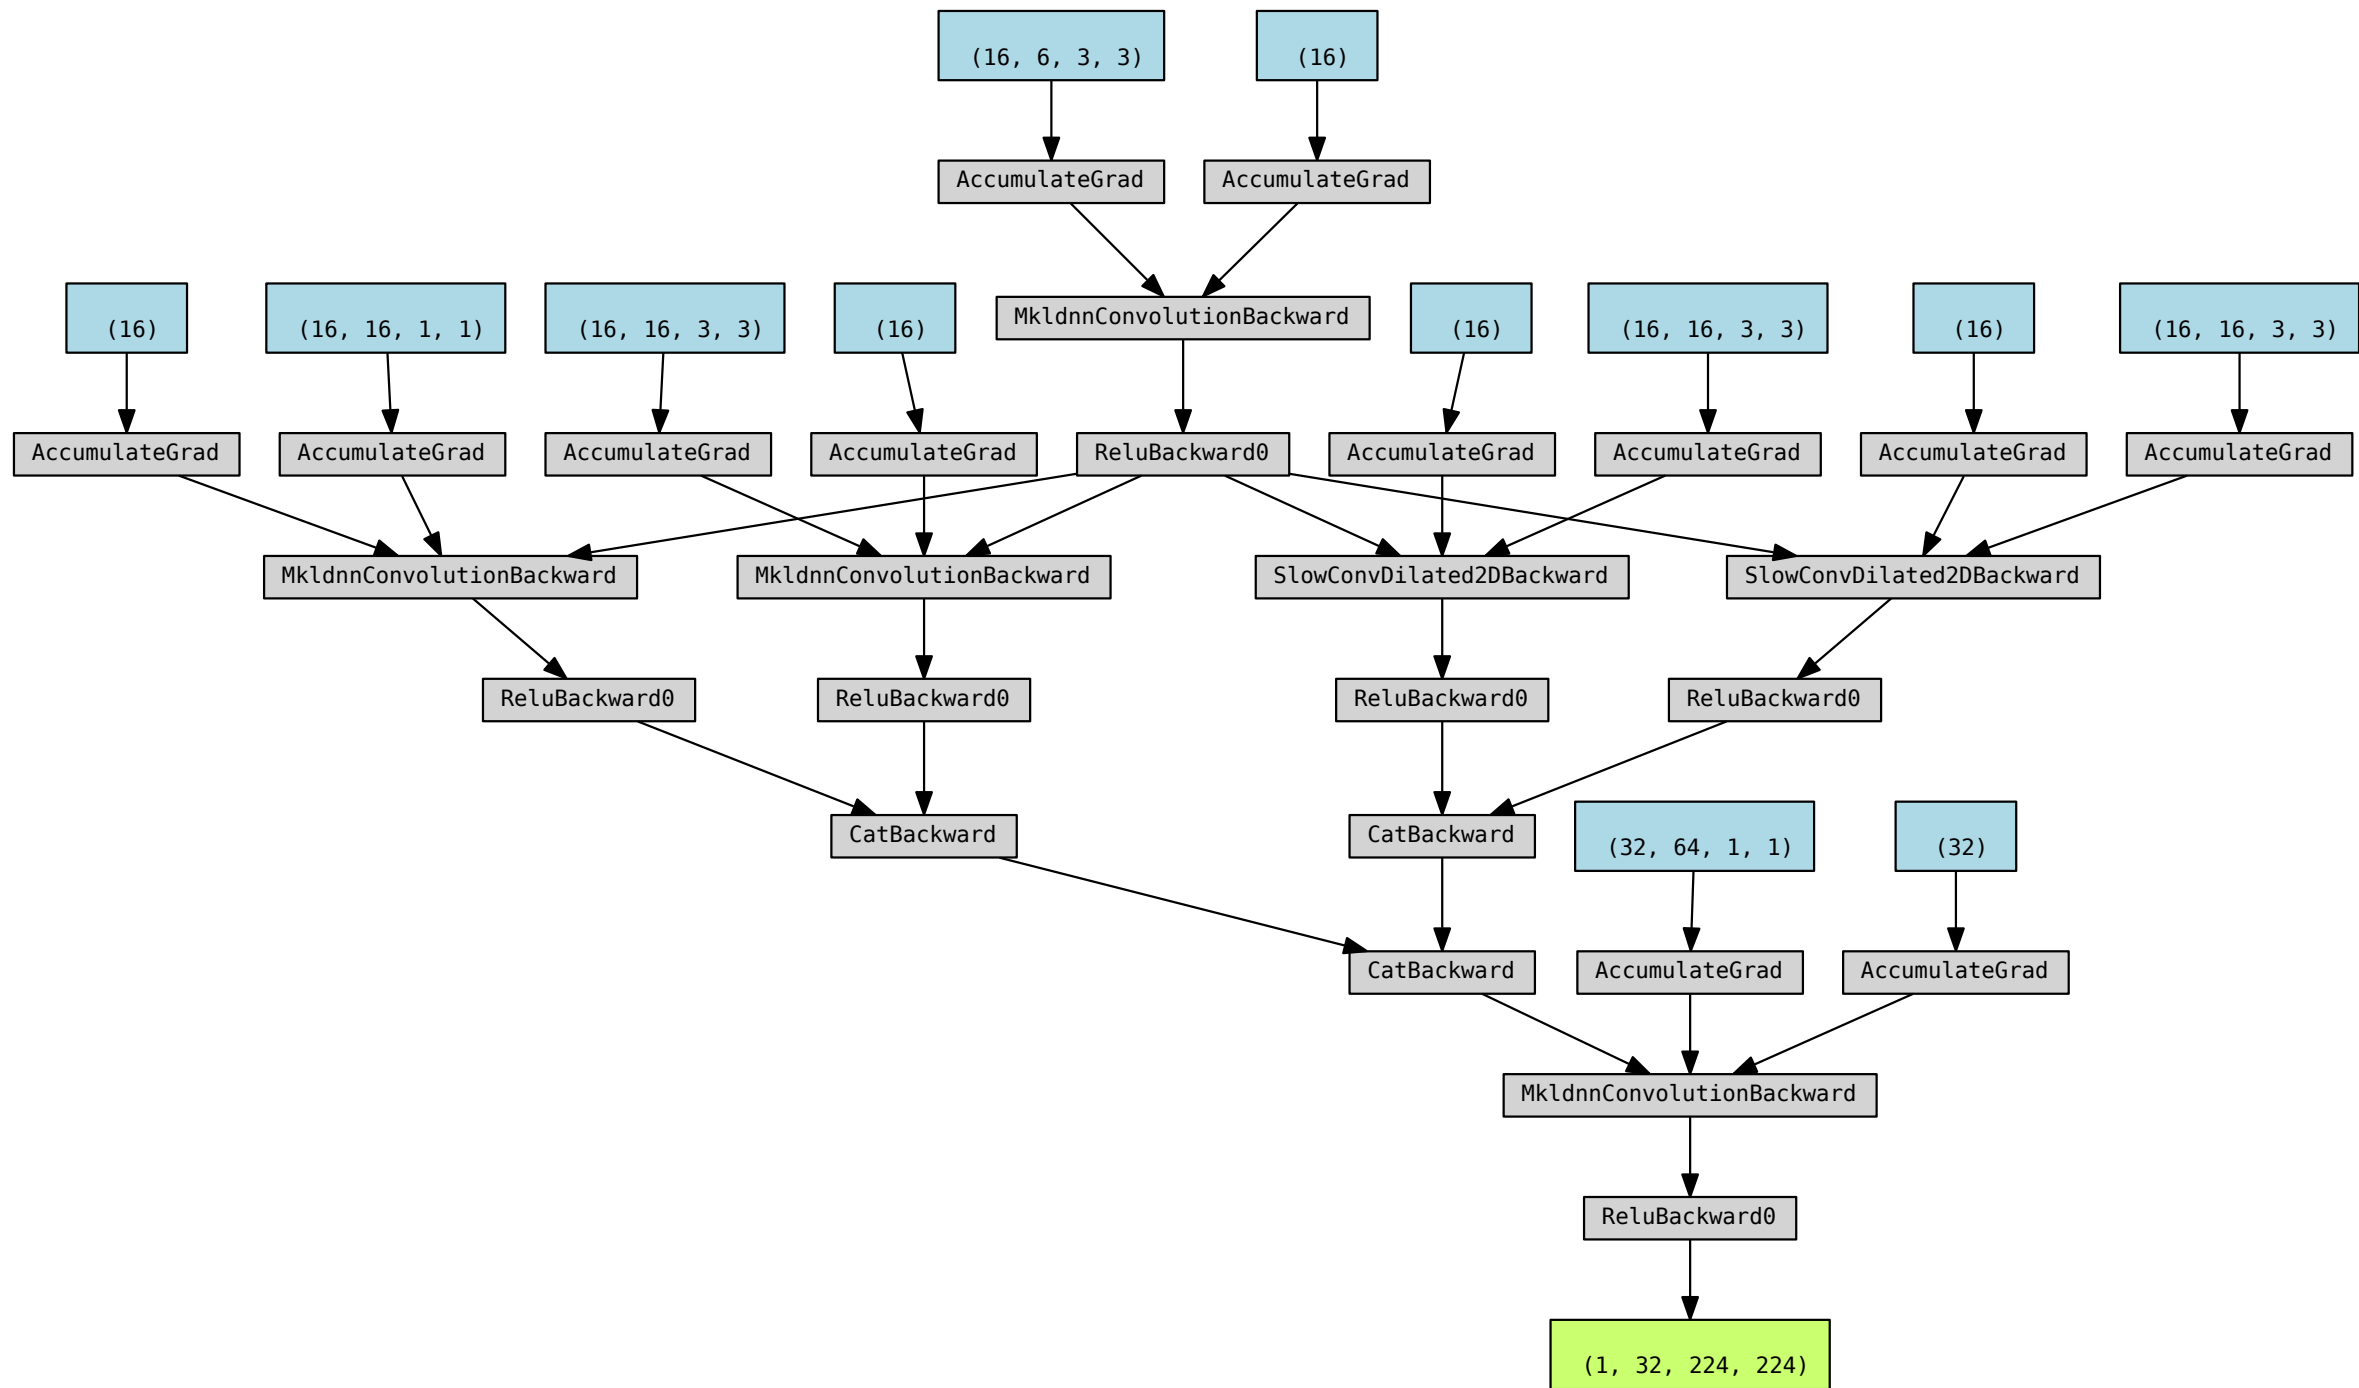 (16, 6, 3, 3)
(16)
AccumulateGrad
AccumulateGrad
MkldnnConvolutionBackward
(16)
(16, 16, 1, 1)
(16, 16, 3, 3)
(16)
(16)
(16, 16, 3, 3)
(16)
(16, 16, 3, 3)
AccumulateGrad
AccumulateGrad
AccumulateGrad
AccumulateGrad
ReluBackward0
AccumulateGrad
AccumulateGrad
AccumulateGrad
AccumulateGrad
MkldnnConvolutionBackward
MkldnnConvolutionBackward
SlowConvDilated2DBackward
SlowConvDilated2DBackward
ReluBackward0
ReluBackward0
ReluBackward0
ReluBackward0
CatBackward
CatBackward
(32, 64, 1, 1)
(32)
CatBackward
AccumulateGrad
AccumulateGrad
MkldnnConvolutionBackward
ReluBackward0
(1, 32, 224, 224)